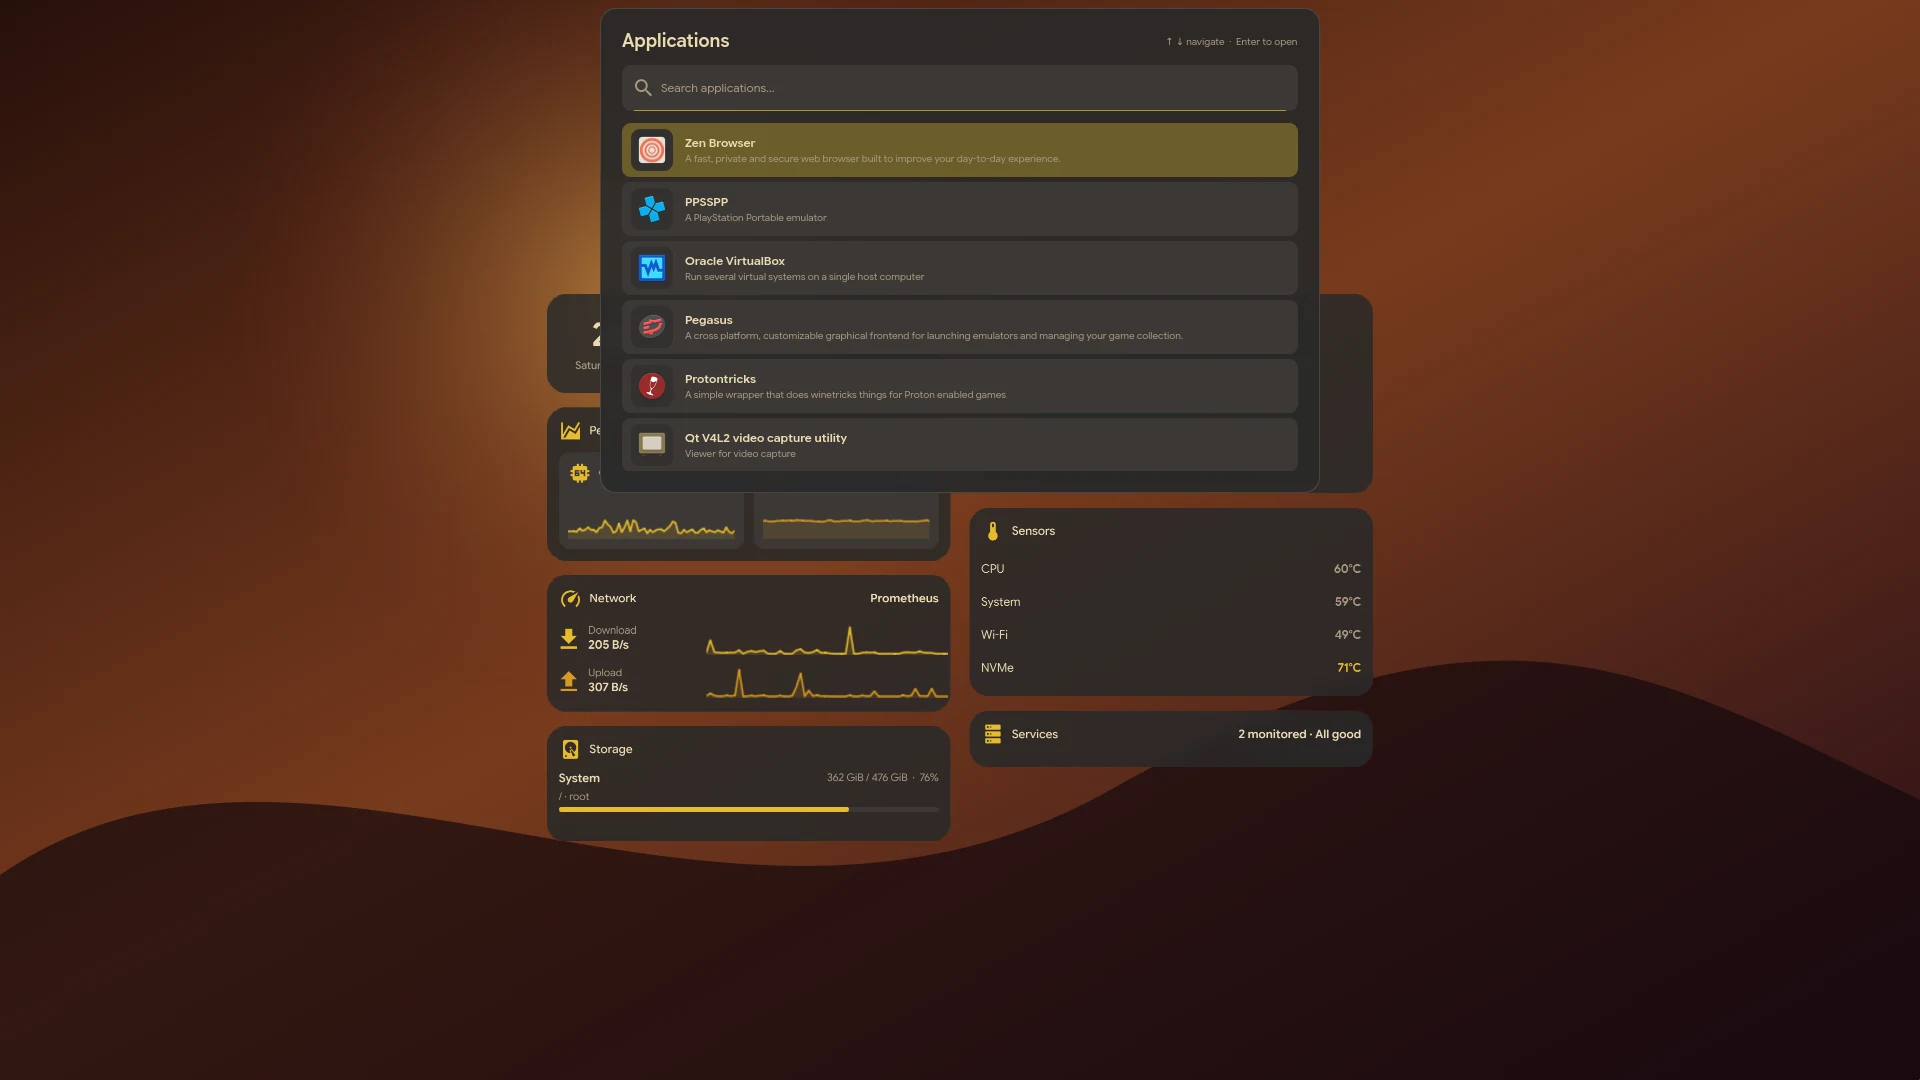 Applications
↑ ↓ navigate · Enter to open
Search applications...
Zen Browser
A fast, private and secure web browser built to improve your day-to-day experience.
PPSSPP
A PlayStation Portable emulator
Oracle VirtualBox
Run several virtual systems on a single host computer
Pegasus
A cross platform, customizable graphical frontend for launching emulators and managing your game collection.
Protontricks
A simple wrapper that does winetricks things for Proton enabled games
Qt V4L2 video capture utility
Viewer for video capture
Satur
Pe
64
Network
Prometheus
Download
205 B/s
Upload
307 B/s
Storage
System
362 GiB / 476 GiB · 76%
/ · root
Sensors
CPU
60°C
System
59°C
Wi-Fi
49°C
NVMe
71°C
Services
2 monitored · All good